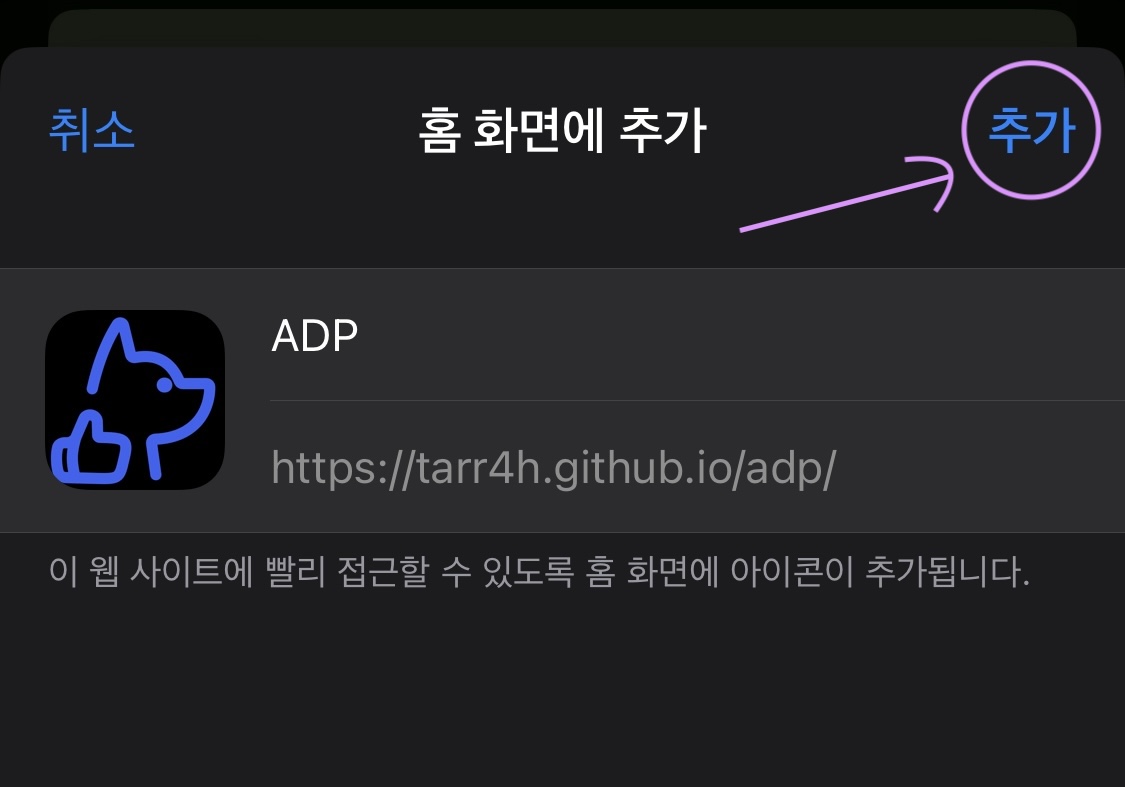 취소 홈 화면에 추가 추가
ADP
https://tarr4h.github.io/adp/
이 웹 사이트에 빨리 접근할 수 있도록 홈 화면에 아이콘이 추가됩니다.